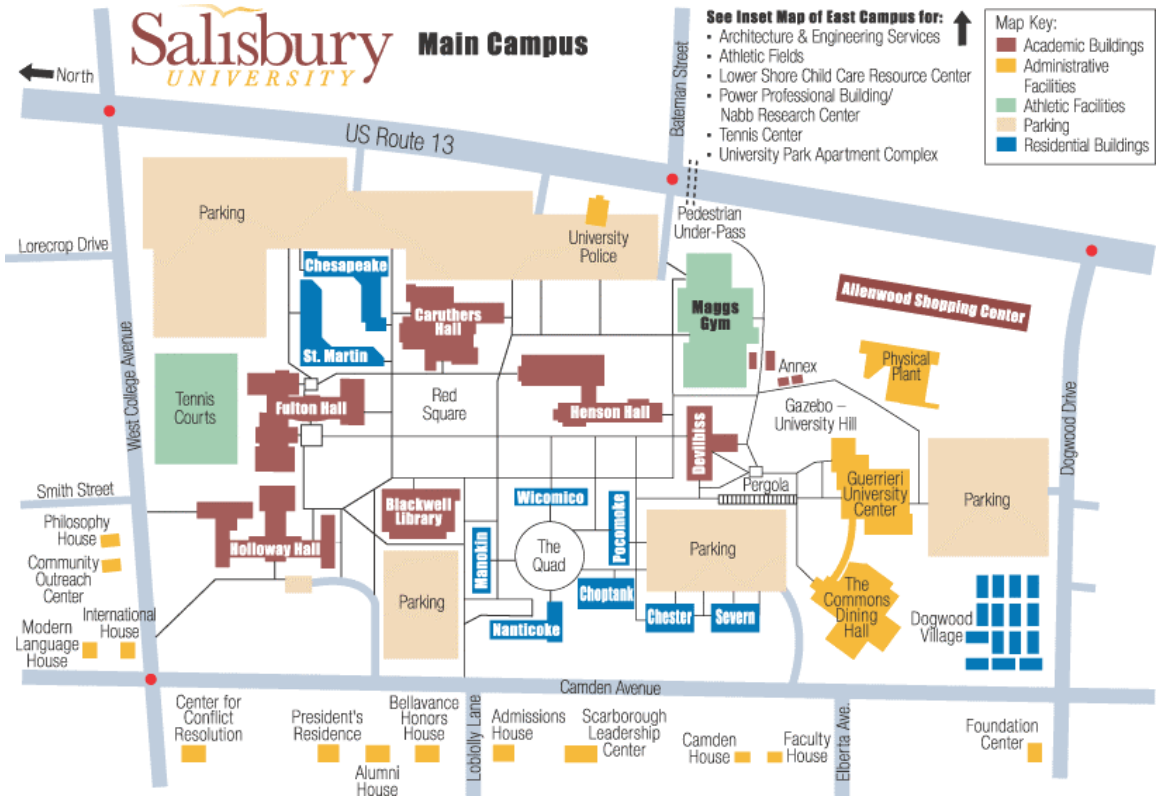 Salisbury
UNIVERSITY
Main Campus
North
See Inset Map of East Campus for:
• Architecture & Engineering Services
• Athletic Fields
• Lower Shore Child Care Resource Center
• Power Professional Building/
Nabb Research Center
• Tennis Center
• University Park Apartment Complex
Map Key:
Academic Buildings
Administrative
Facilities
Athletic Facilities
Parking
Residential Buildings
Bateman Street
US Route 13
Parking
University
Police
Pedestrian
Under-Pass
Lorecrop Drive
Chesapeake
Caruthers
Hall
Maggs
Gym
Allenwood Shopping Center
St. Martin
West College Avenue
Tennis
Courts
Fulton Hall
Red
Square
Henson Hall
Annex
Physical
Plant
Gazebo –
University Hill
Devilbiss
Dogwood Drive
Smith Street
Philosophy
House
Community
Outreach
Center
Holloway Hall
Blackwell
Library
Wicomico
Pocomoke
Manokin
The
Quad
Choptank
Nanticoke
Pergola
Parking
Guerrieri
University
Center
Parking
Parking
Chester
Severn
The
Commons
Dining
Hall
Dogwood
Village
International
House
Modern
Language
House
Camden Avenue
Center for
Conflict
Resolution
President's
Residence
Alumni
House
Bellavance
Honors
House
Loblolly Lane
Admissions
House
Scarborough
Leadership
Center
Camden
House
Faculty
House
Elberta Ave.
Foundation
Center